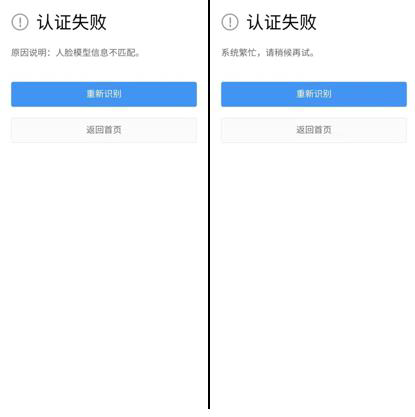 认证失败
原因说明：人脸模型信息不匹配。
重新识别
返回首页
认证失败
系统繁忙，请稍候再试。
重新识别
返回首页